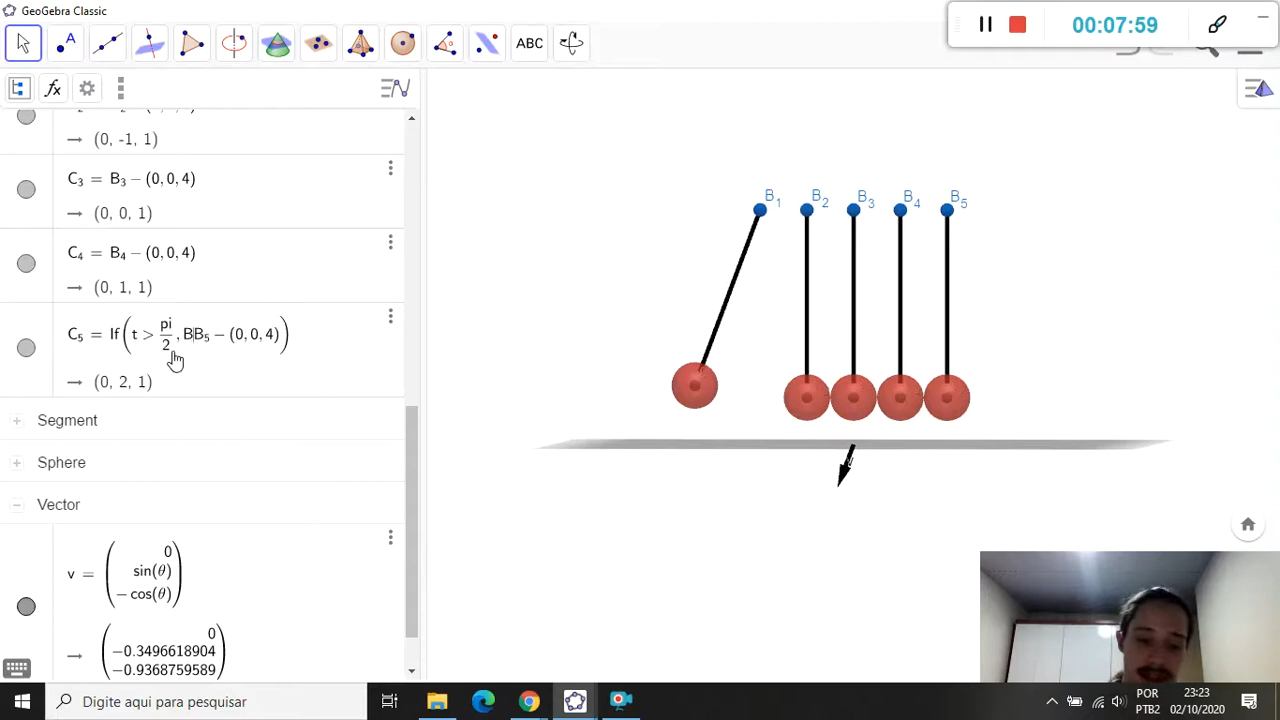 GeoGebra Classic
00:07:59
A
ABC
fx
→ (0, -1, 1)
C₃ = B₃ − (0, 0, 4)
→ (0, 0, 1)
C₄ = B₄ − (0, 0, 4)
→ (0, 1, 1)
C₅ = If(t > pi/2, BB₅ − (0, 0, 4))
→ (0, 2, 1)
Segment
Sphere
Vector
v = (0
sin(θ)
−cos(θ))
→ (0
−0.3496618904
−0.9368759589)
B₁ B₂ B₃ B₄ B₅
Digite aqui para pesquisar
POR
PTB2
23:23
02/10/2020